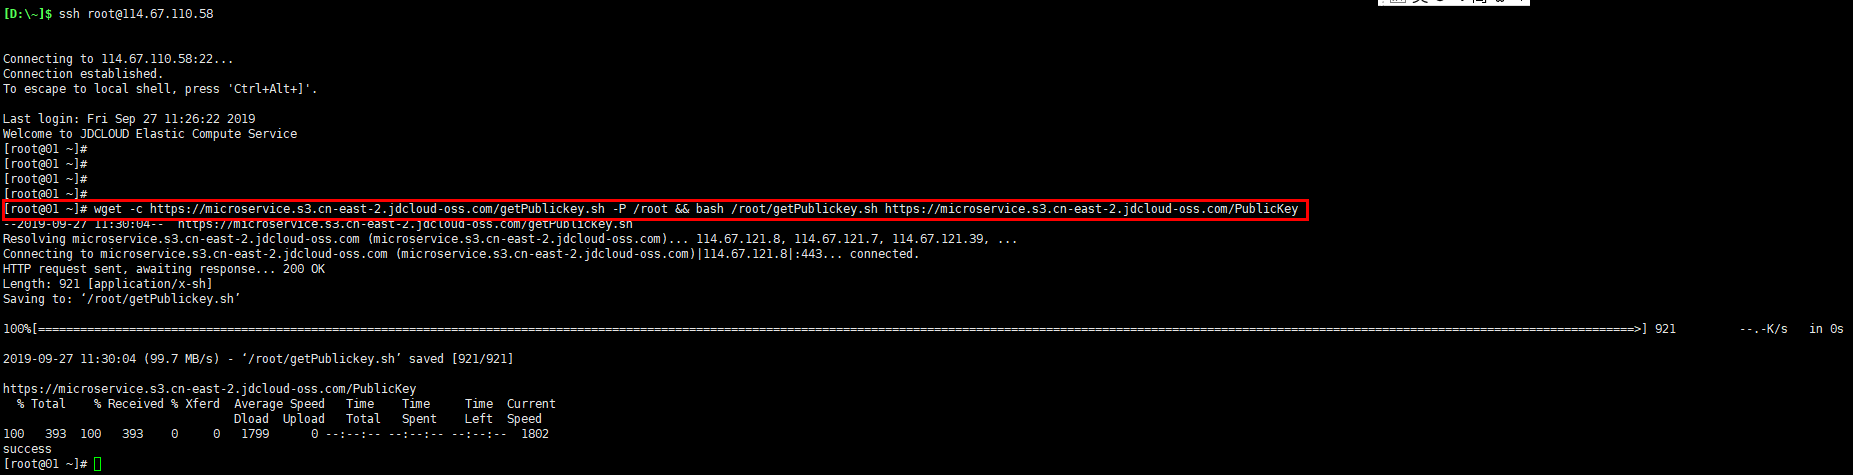 [D:\~]$ ssh root@114.67.110.58
Connecting to 114.67.110.58:22...
Connection established.
To escape to local shell, press 'Ctrl+Alt+]'.
Last login: Fri Sep 27 11:26:22 2019
Welcome to JDCLOUD Elastic Compute Service
[root@01 ~]#
[root@01 ~]#
[root@01 ~]#
[root@01 ~]#
[root@01 ~]# wget -c https://microservice.s3.cn-east-2.jdcloud-oss.com/getPublickey.sh -P /root && bash /root/getPublickey.sh https://microservice.s3.cn-east-2.jdcloud-oss.com/PublicKey
--2019-09-27 11:30:04--  https://microservice.s3.cn-east-2.jdcloud-oss.com/getPublickey.sh
Resolving microservice.s3.cn-east-2.jdcloud-oss.com (microservice.s3.cn-east-2.jdcloud-oss.com)... 114.67.121.8, 114.67.121.7, 114.67.121.39, ...
Connecting to microservice.s3.cn-east-2.jdcloud-oss.com (microservice.s3.cn-east-2.jdcloud-oss.com)|114.67.121.8|:443... connected.
HTTP request sent, awaiting response... 200 OK
Length: 921 [application/x-sh]
Saving to: ‘/root/getPublickey.sh’
100%[=====================================================================================>] 921         --.-K/s   in 0s
2019-09-27 11:30:04 (99.7 MB/s) - ‘/root/getPublickey.sh’ saved [921/921]
https://microservice.s3.cn-east-2.jdcloud-oss.com/PublicKey
  % Total    % Received % Xferd  Average Speed   Time    Time     Time  Current
                                 Dload  Upload   Total   Spent    Left  Speed
100   393  100   393    0     0   1799      0 --:--:-- --:--:-- --:--:--  1802
success
[root@01 ~]#